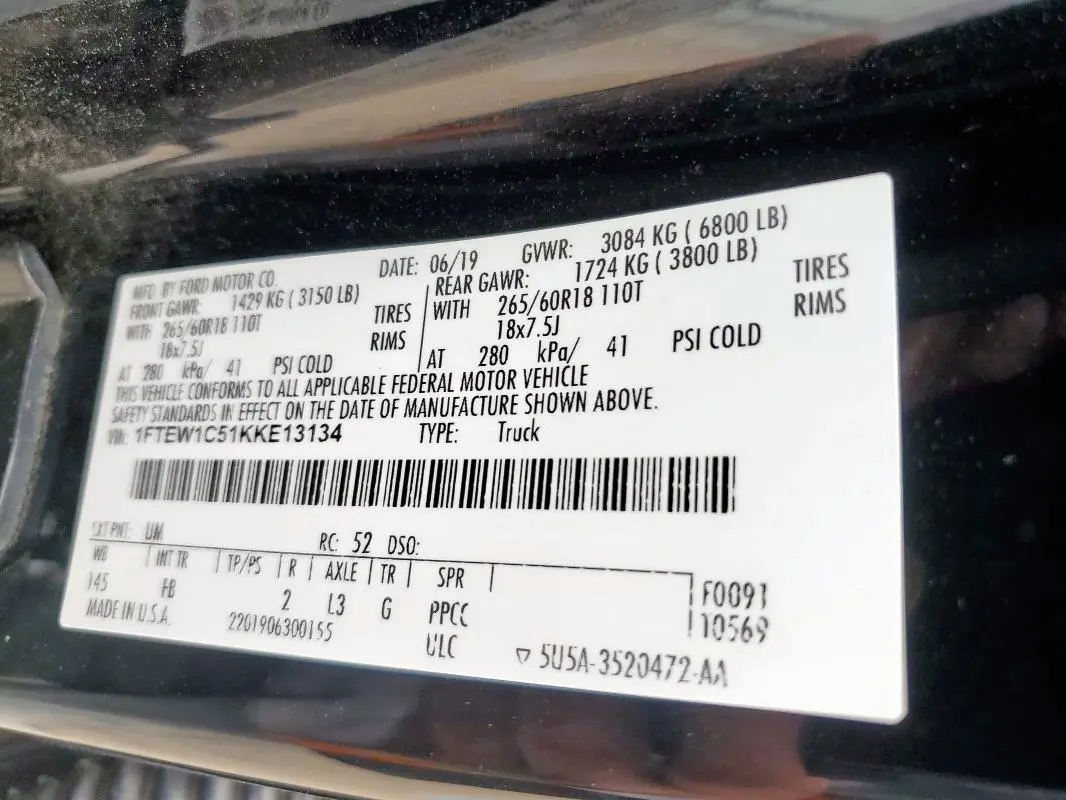 MFD. BY FORD MOTOR CO.
DATE: 06/19 GVWR: 3084 KG ( 6800 LB)
FRONT GAWR: 1429 KG ( 3150 LB)
REAR GAWR: 1724 KG ( 3800 LB)
WITH 265/60R18 110T TIRES
WITH 265/60R18 110T TIRES
18x7.5J RIMS
18x7.5J RIMS
AT 280 kPa/ 41 PSI COLD
AT 280 kPa/ 41 PSI COLD
THIS VEHICLE CONFORMS TO ALL APPLICABLE FEDERAL MOTOR VEHICLE
SAFETY STANDARDS IN EFFECT ON THE DATE OF MANUFACTURE SHOWN ABOVE.
VIN: 1FTEW1C51KKE13134 TYPE: Truck
EXT PNT: UM RC: 52 DSO:
WB INT TR TP/PS R AXLE TR SPR
145 FB 2 L3 G PPCC F0091
MADE IN U.S.A. 2201906300155 ULC 10569
5U5A-3520472-AA